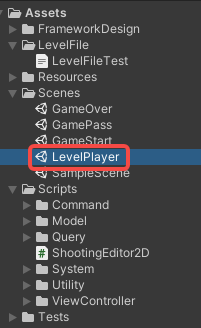 Assets
FrameworkDesign
LevelFile
LevelFileTest
Resources
Scenes
GameOver
GamePass
GameStart
LevelPlayer
SampleScene
Scripts
Command
Model
Query
ShootingEditor2D
System
Utility
ViewController
Tests